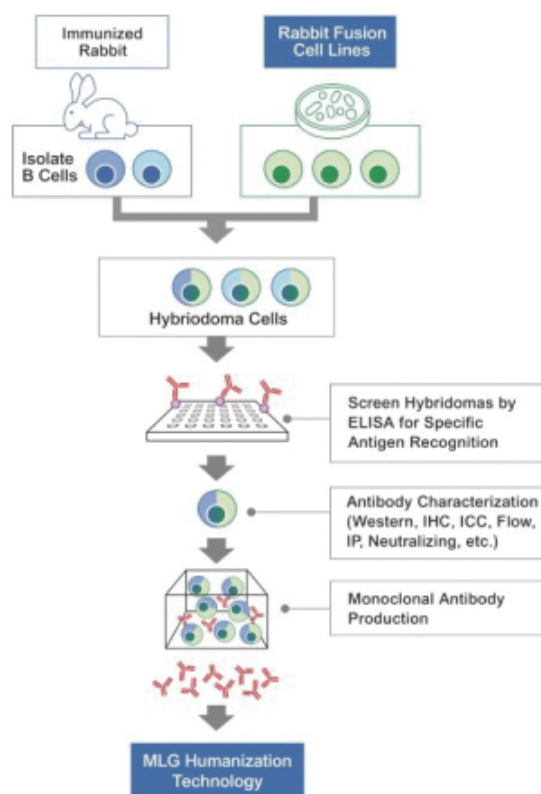 Immunized
Rabbit
Rabbit Fusion
Cell Lines
Isolate
B Cells
Hybriodoma Cells
Screen Hybridomas by
ELISA for Specific
Antigen Recognition
Antibody Characterization
(Western, IHC, ICC, Flow,
IP, Neutralizing, etc.)
Monoclonal Antibody
Production
MLG Humanization
Technology